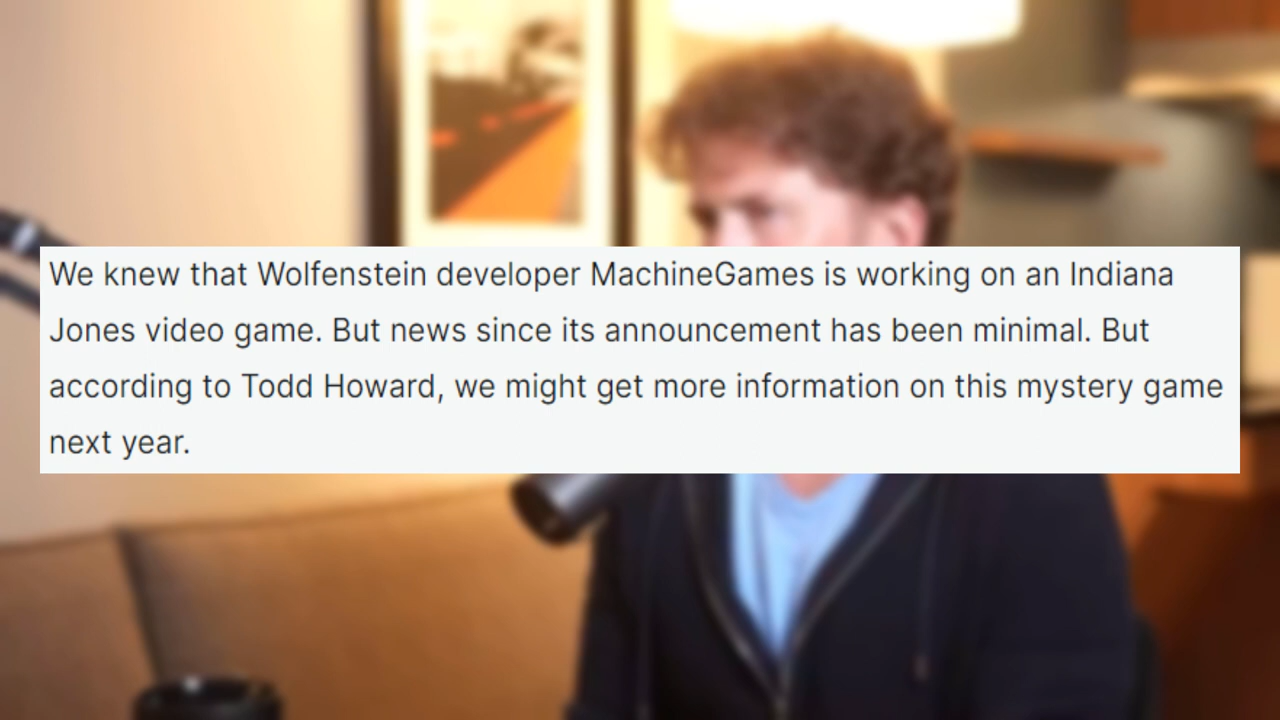 We knew that Wolfenstein developer MachineGames is working on an Indiana
Jones video game. But news since its announcement has been minimal. But
according to Todd Howard, we might get more information on this mystery game
next year.